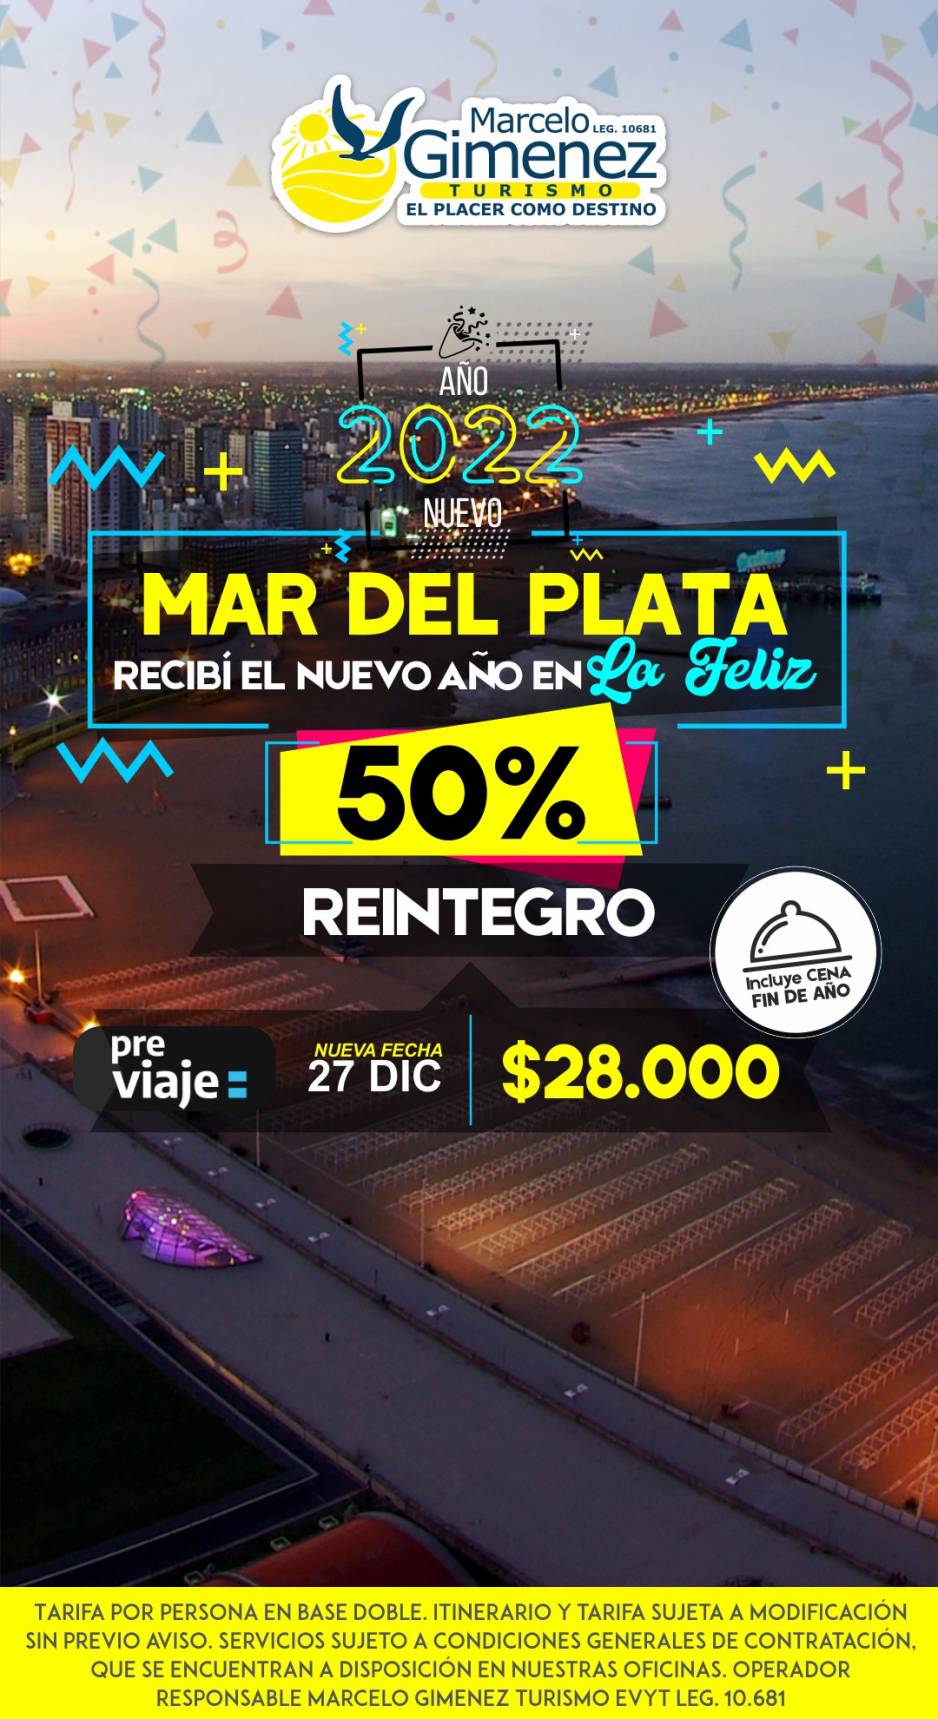 Marcelo
LEG. 10681
Gimenez
TURISMO
EL PLACER COMO DESTINO
AÑO
2022
NUEVO
MAR DEL PLATA
RECIBÍ EL NUEVO AÑO EN La Feliz
50%
REINTEGRO
Incluye CENA
FIN DE AÑO
pre
viaje
NUEVA FECHA
27 DIC
$28.000
TARIFA POR PERSONA EN BASE DOBLE. ITINERARIO Y TARIFA SUJETA A MODIFICACIÓN
SIN PREVIO AVISO. SERVICIOS SUJETO A CONDICIONES GENERALES DE CONTRATACIÓN,
QUE SE ENCUENTRAN A DISPOSICIÓN EN NUESTRAS OFICINAS. OPERADOR
RESPONSABLE MARCELO GIMENEZ TURISMO EVYT LEG. 10.681